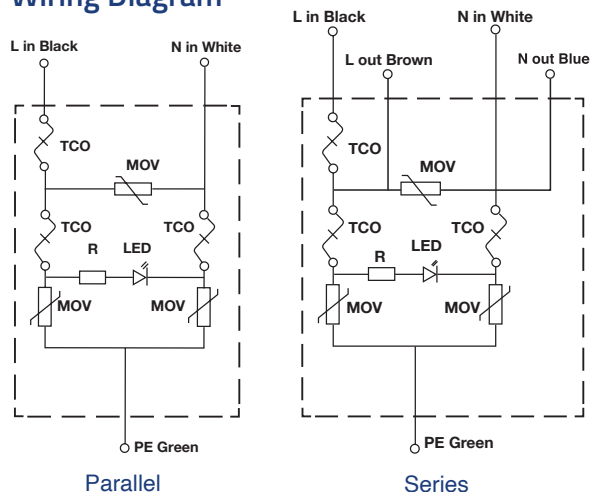 Wiring Diagram
L in Black
N in White
TCO
MOV
TCO
TCO
R
LED
MOV
MOV
PE Green
Parallel
L in Black
N in White
L out Brown
N out Blue
TCO
MOV
TCO
TCO
R
LED
MOV
MOV
PE Green
Series